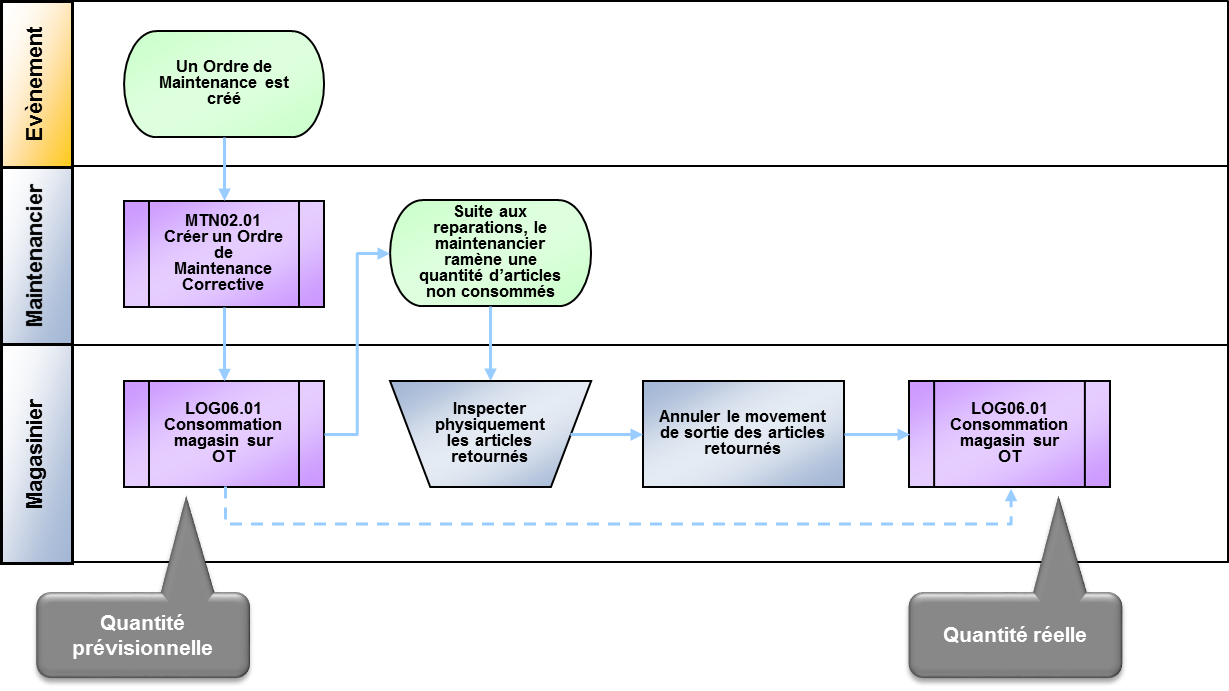 Evènement
Un Ordre de
Maintenance est
créé
Maintenancier
MTN02.01
Créer un Ordre
de
Maintenance
Corrective
Suite aux
reparations, le
maintenancier
ramène une
quantité d’articles
non consommés
Magasinier
LOG06.01
Consommation
magasin sur
OT
Inspecter
physiquement
les articles
retournés
Annuler le movement
de sortie des articles
retournés
LOG06.01
Consommation
magasin sur
OT
Quantité
prévisionnelle
Quantité réelle